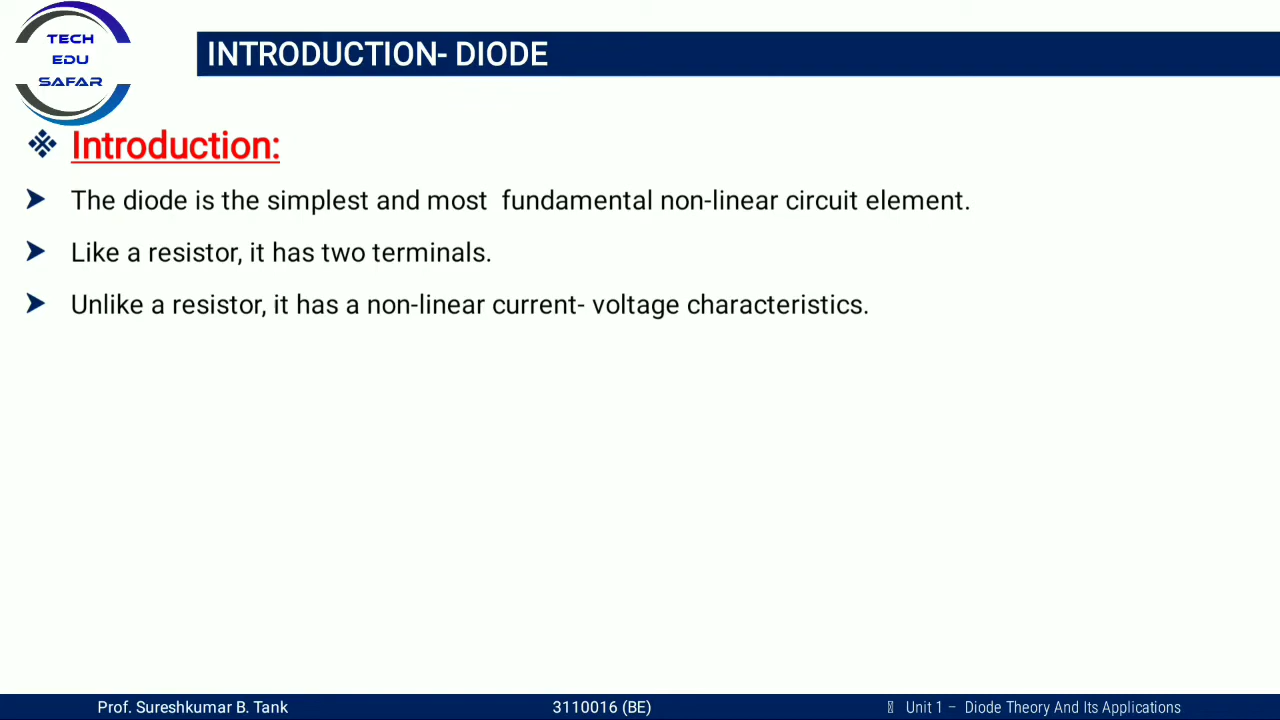 TECH
EDU
SAFAR
INTRODUCTION- DIODE
Introduction:
The diode is the simplest and most  fundamental non-linear circuit element.
Like a resistor, it has two terminals.
Unlike a resistor, it has a non-linear current- voltage characteristics.
Prof. Sureshkumar B. Tank
3110016 (BE)
Unit 1 – Diode Theory And Its Applications